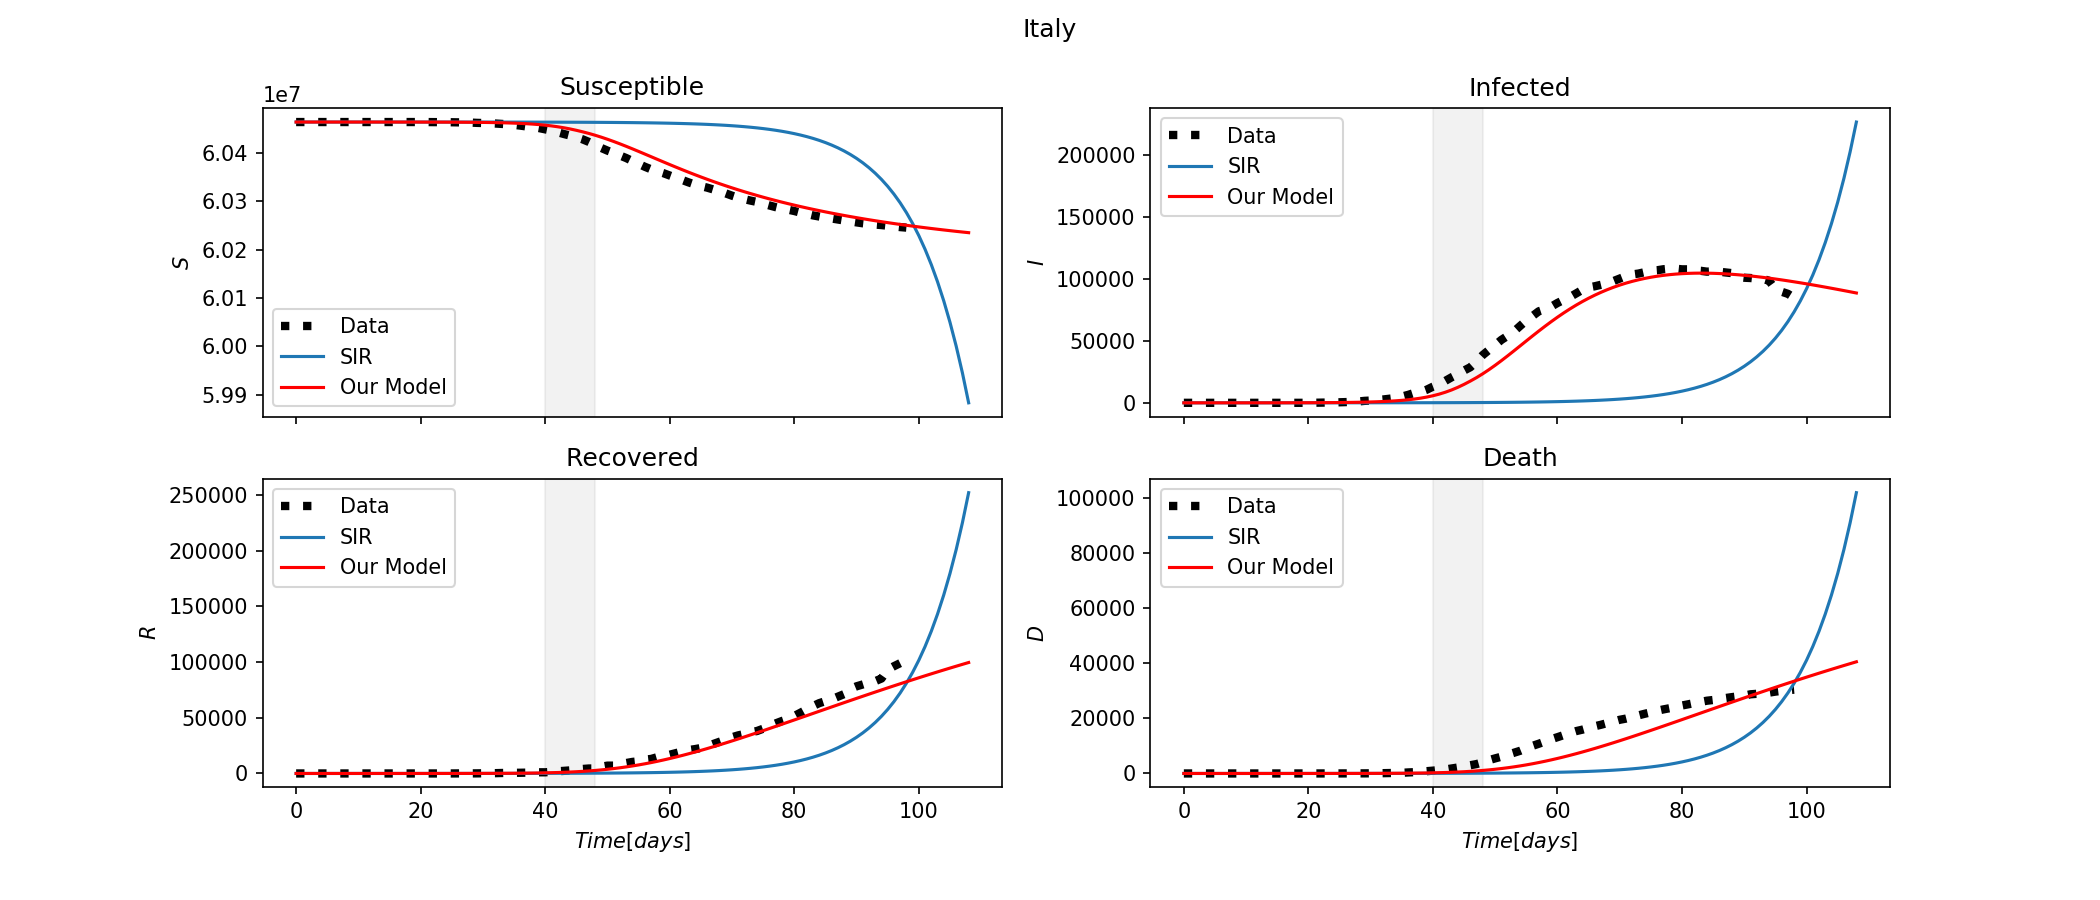 Italy
Susceptible
1e7
6.04
6.03
6.02
6.01
6.00
5.99
S
Data
SIR
Our Model
Infected
200000
150000
100000
50000
0
I
Data
SIR
Our Model
Recovered
250000
200000
150000
100000
50000
0
R
Data
SIR
Our Model
0 20 40 60 80 100
Time[days]
Death
100000
80000
60000
40000
20000
0
D
Data
SIR
Our Model
0 20 40 60 80 100
Time[days]